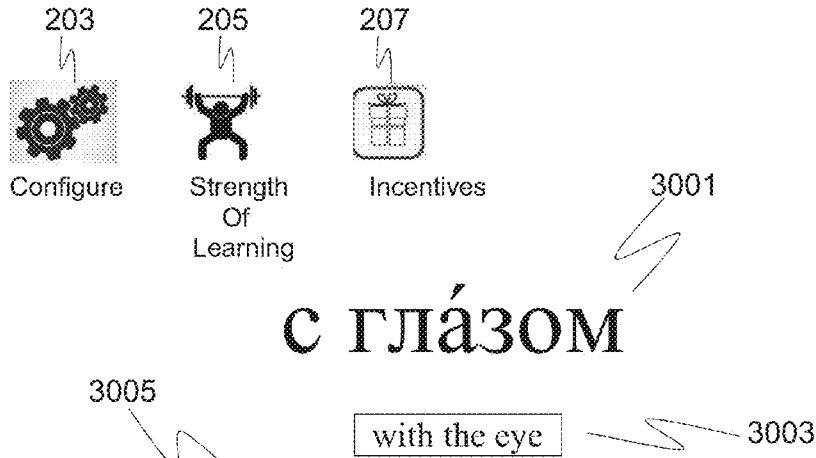 203 205 207
Configure Strength Incentives
Of
Learning
3001
с гла́зом
3005
with the eye
3003